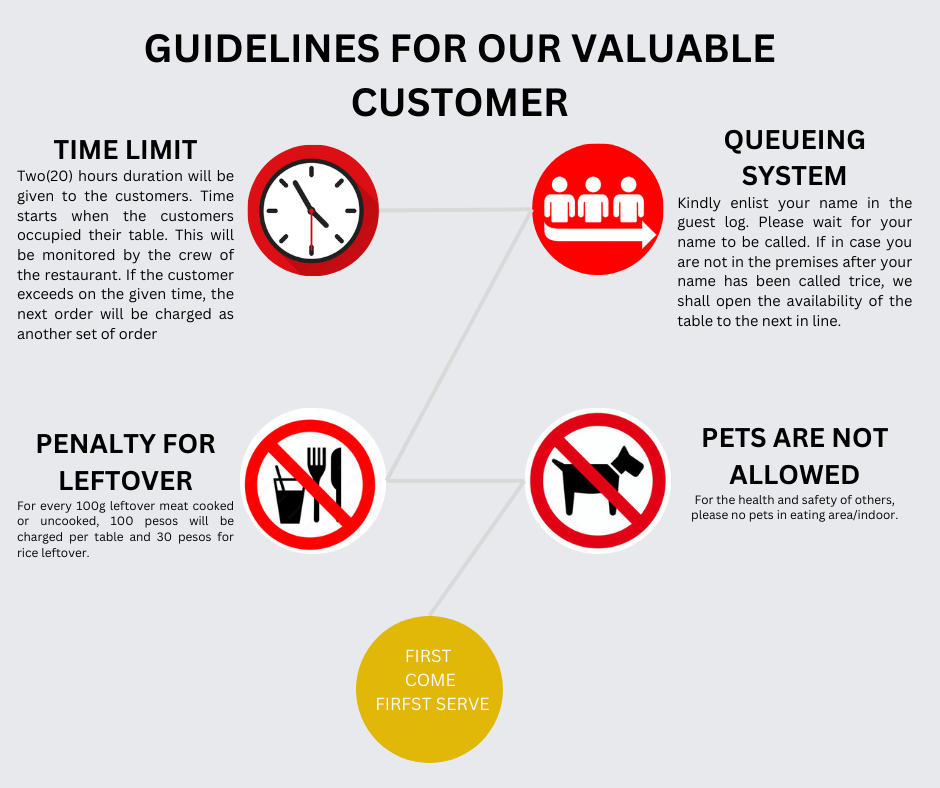 GUIDELINES FOR OUR VALUABLE
CUSTOMER
TIME LIMIT
Two(20) hours duration will be
given to the customers. Time
starts when the customers
occupied their table. This will
be monitored by the crew of
the restaurant. If the customer
exceeds on the given time, the
next order will be charged as
another set of order
QUEUEING
SYSTEM
Kindly enlist your name in the
guest log. Please wait for your
name to be called. If in case you
are not in the premises after your
name has been called trice, we
shall open the availability of the
table to the next in line.
PENALTY FOR
LEFTOVER
For every 100g leftover meat cooked
or uncooked, 100 pesos will be
charged per table and 30 pesos for
rice leftover.
PETS ARE NOT
ALLOWED
For the health and safety of others,
please no pets in eating area/indoor.
FIRST
COME
FIRFST SERVE